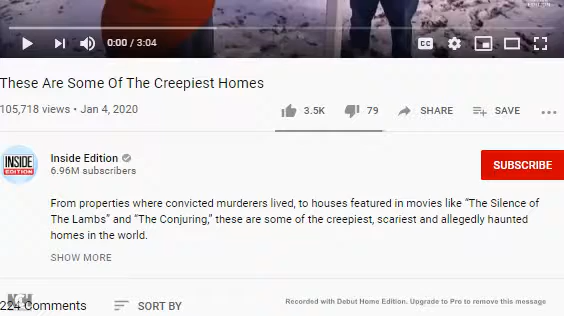 0:00 / 3:04
CC
These Are Some Of The Creepiest Homes
105,718 views • Jan 4, 2020
3.5K 79 SHARE SAVE
INSIDE EDITION
Inside Edition
6.96M subscribers
SUBSCRIBE
From properties where convicted murderers lived, to houses featured in movies like “The Silence of
The Lambs” and “The Conjuring,” these are some of the creepiest, scariest and allegedly haunted
homes in the world.
SHOW MORE
224 Comments SORT BY
Recorded with Debut Home Edition. Upgrade to Pro to remove this message